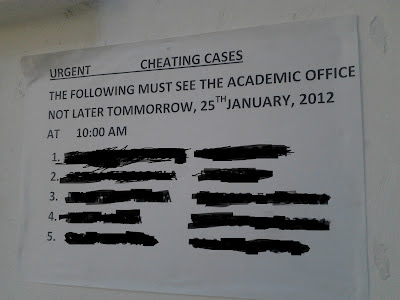 URGENT CHEATING CASES
THE FOLLOWING MUST SEE THE ACADEMIC OFFICE
NOT LATER TOMMORROW, 25TH JANUARY, 2012
AT 10:00 AM
1.
2.
3.
4.
5.